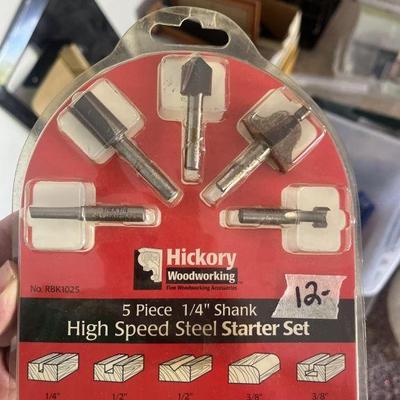 Hickory
Woodworking
Fine Woodworking Accessories
No. RBK1025
5 Piece 1/4" Shank
12-
High Speed Steel Starter Set
1/4" 1/2" 1/2" 3/8" 3/8"